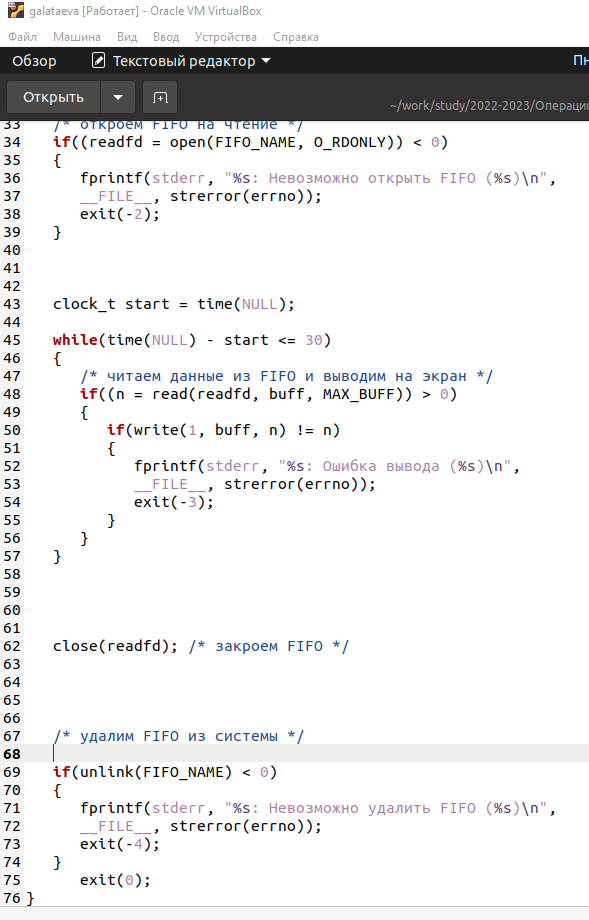 galataeva [Работает] - Oracle VM VirtualBox
Файл Машина Вид Ввод Устройства Справка
Обзор Текстовый редактор Пн
Открыть ~/work/study/2022-2023/Операцио
33 /* откроем FIFO на чтение */
34 if((readfd = open(FIFO_NAME, O_RDONLY)) < 0)
35 {
36 fprintf(stderr, "%s: Невозможно открыть FIFO (%s)\n",
37 __FILE__, strerror(errno));
38 exit(-2);
39 }
40
41
42
43 clock_t start = time(NULL);
44
45 while(time(NULL) - start <= 30)
46 {
47 /* читаем данные из FIFO и выводим на экран */
48 if((n = read(readfd, buff, MAX_BUFF)) > 0)
49 {
50 if(write(1, buff, n) != n)
51 {
52 fprintf(stderr, "%s: Ошибка вывода (%s)\n",
53 __FILE__, strerror(errno));
54 exit(-3);
55 }
56 }
57 }
58
59
60
61
62 close(readfd); /* закроем FIFO */
63
64
65
66
67 /* удалим FIFO из системы */
68
69 if(unlink(FIFO_NAME) < 0)
70 {
71 fprintf(stderr, "%s: Невозможно удалить FIFO (%s)\n",
72 __FILE__, strerror(errno));
73 exit(-4);
74 }
75 exit(0);
76 }